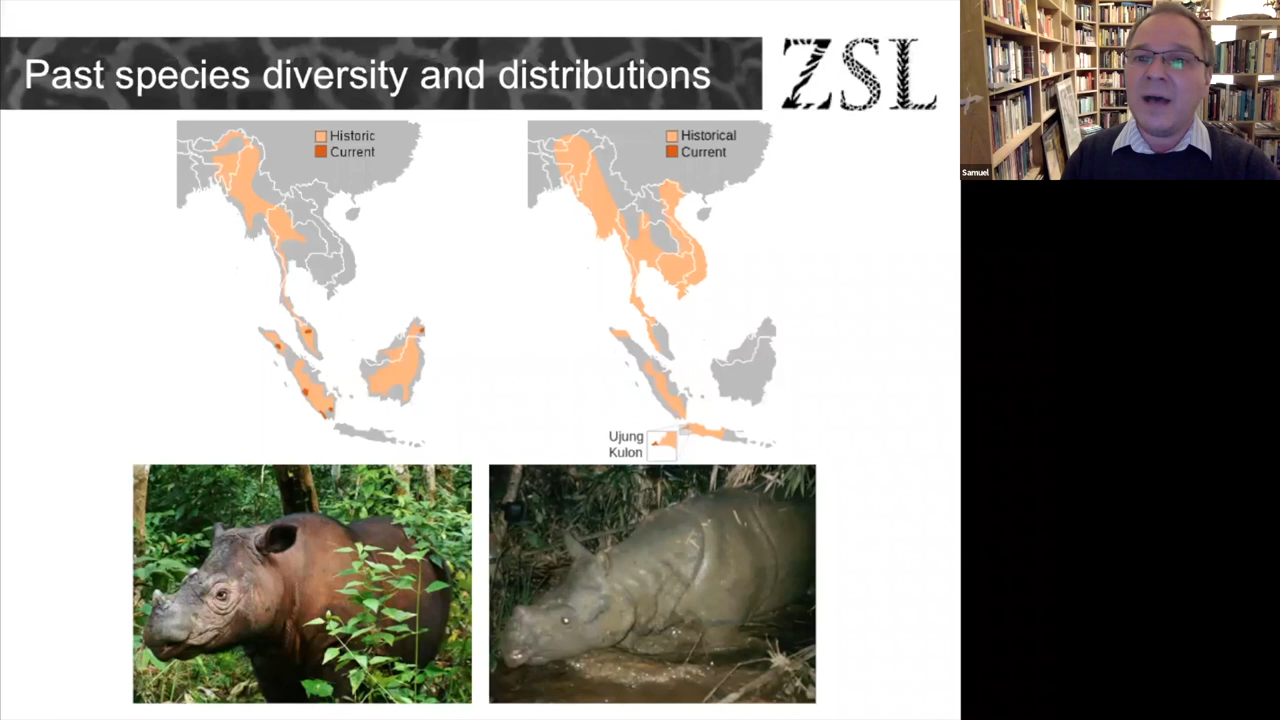 Past species diversity and distributions
ZSL
Historic
Current
Historical
Current
Ujung
Kulon
Samuel